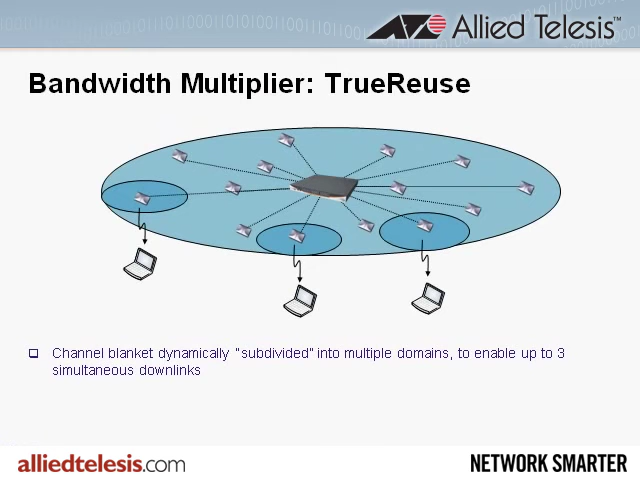 Allied Telesis™
Bandwidth Multiplier: TrueReuse
Channel blanket dynamically "subdivided" into multiple domains, to enable up to 3
simultaneous downlinks
alliedtelesis.com
NETWORK SMARTER